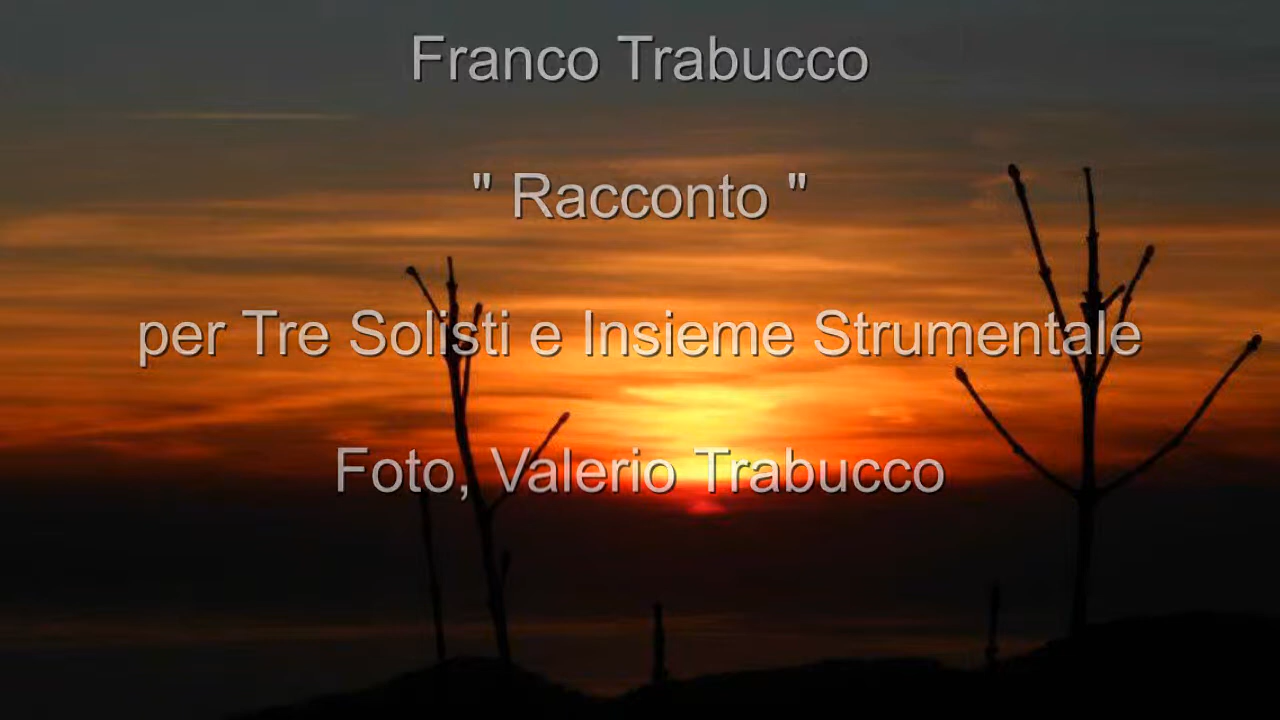 Franco Trabucco
" Racconto "
per Tre Solisti e Insieme Strumentale
Foto, Valerio Trabucco